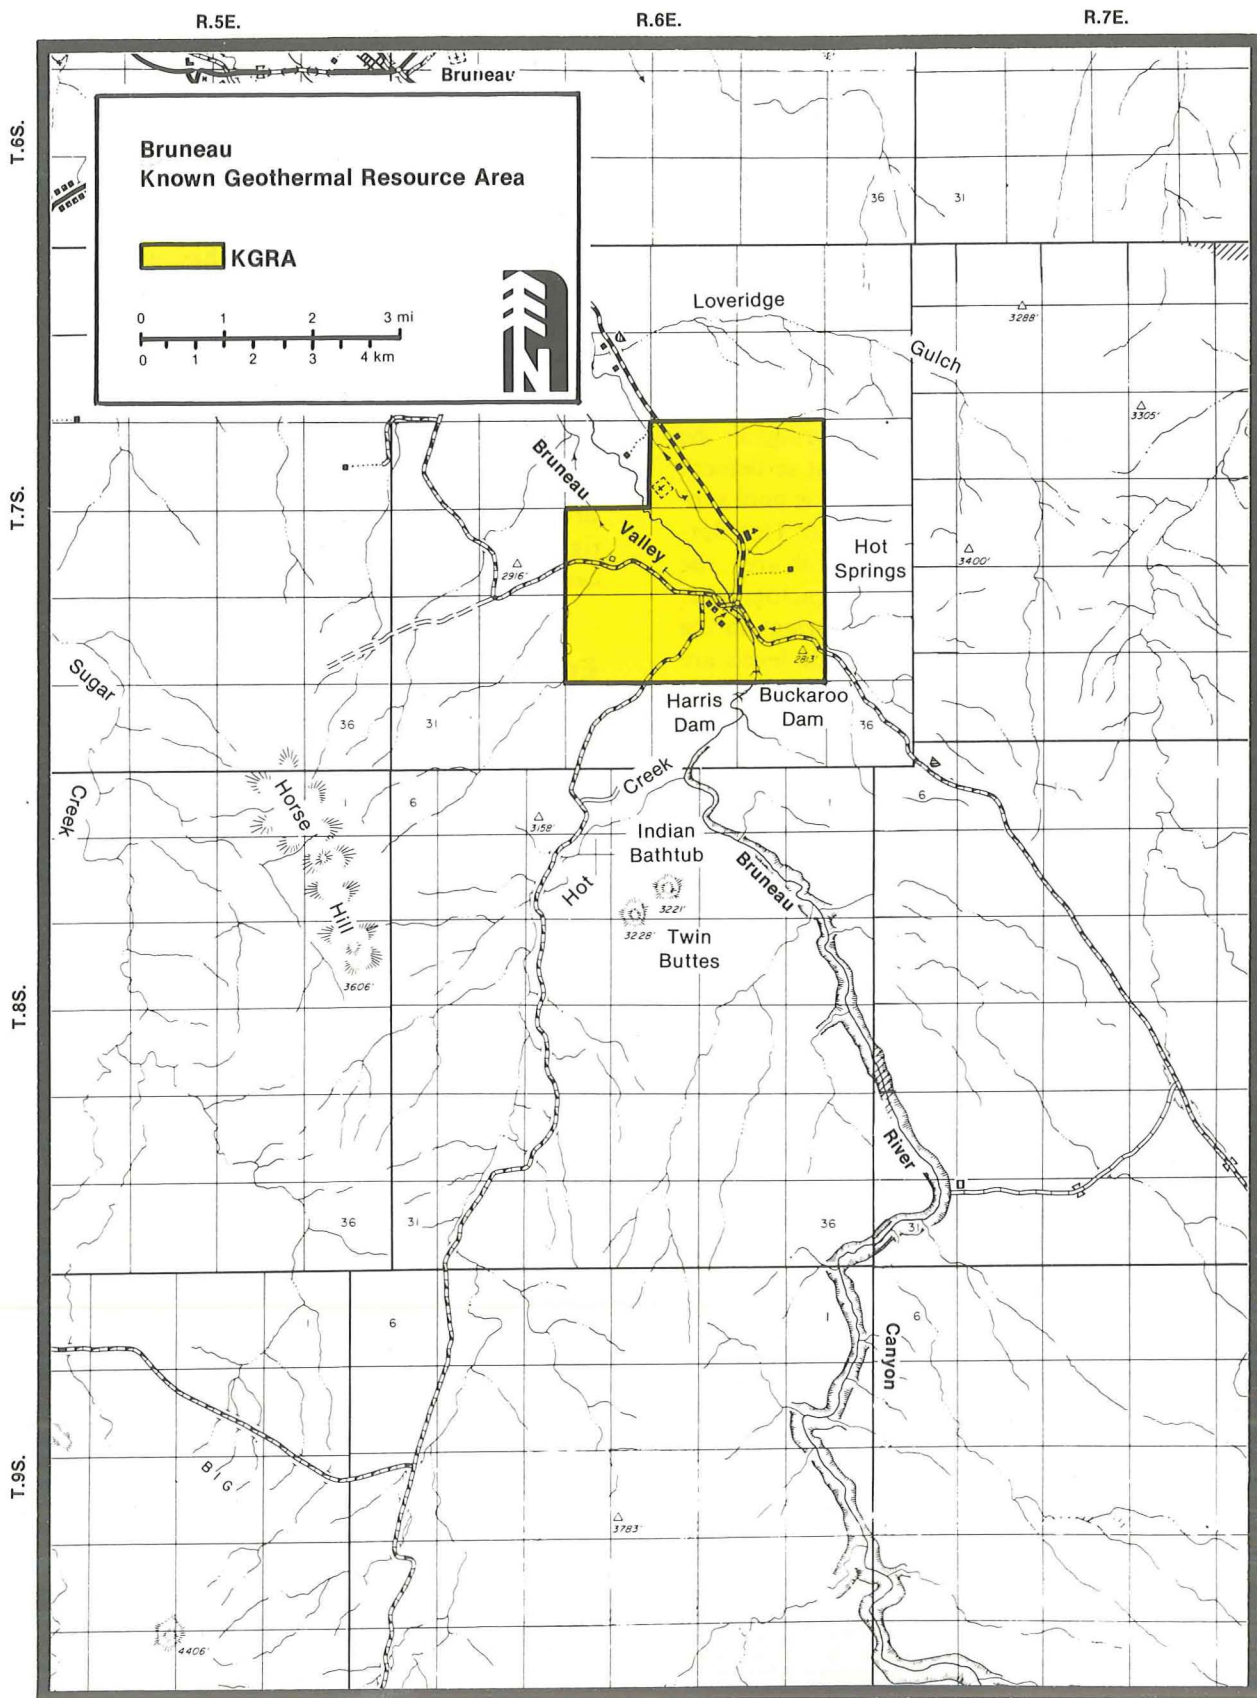 R.5E.
R.6E.
R.7E.
T.6S.
T.7S.
T.8S.
T.9S.
Bruneau
Bruneau
Known Geothermal Resource Area
KGRA
0 1 2 3 mi
0 1 2 3 4 km
N
36
31
Loveridge
Gulch
3288'
3305'
Bruneau
Valley
Hot
Springs
3400'
2916'
2813'
Sugar
Creek
36
31
Harris
Dam
Buckaroo
Dam
36
Horse
Hill
1
6
3158'
Hot
Creek
6
Indian
Bathtub
Bruneau
3221'
3228'
Twin
Buttes
3606'
River
36
31
36
31
1
6
1
6
Canyon
BIG
3783'
4406'